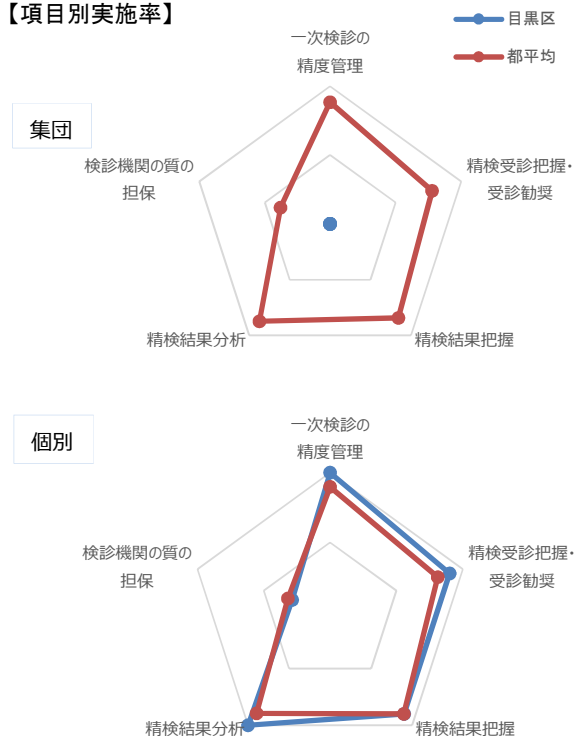 【項目別実施率】
目黒区
都平均
集団
一次検診の
精度管理
精検受診把握・
受診勧奨
精検結果把握
精検結果分析
検診機関の質の
担保
個別
一次検診の
精度管理
精検受診把握・
受診勧奨
精検結果把握
精検結果分析
検診機関の質の
担保